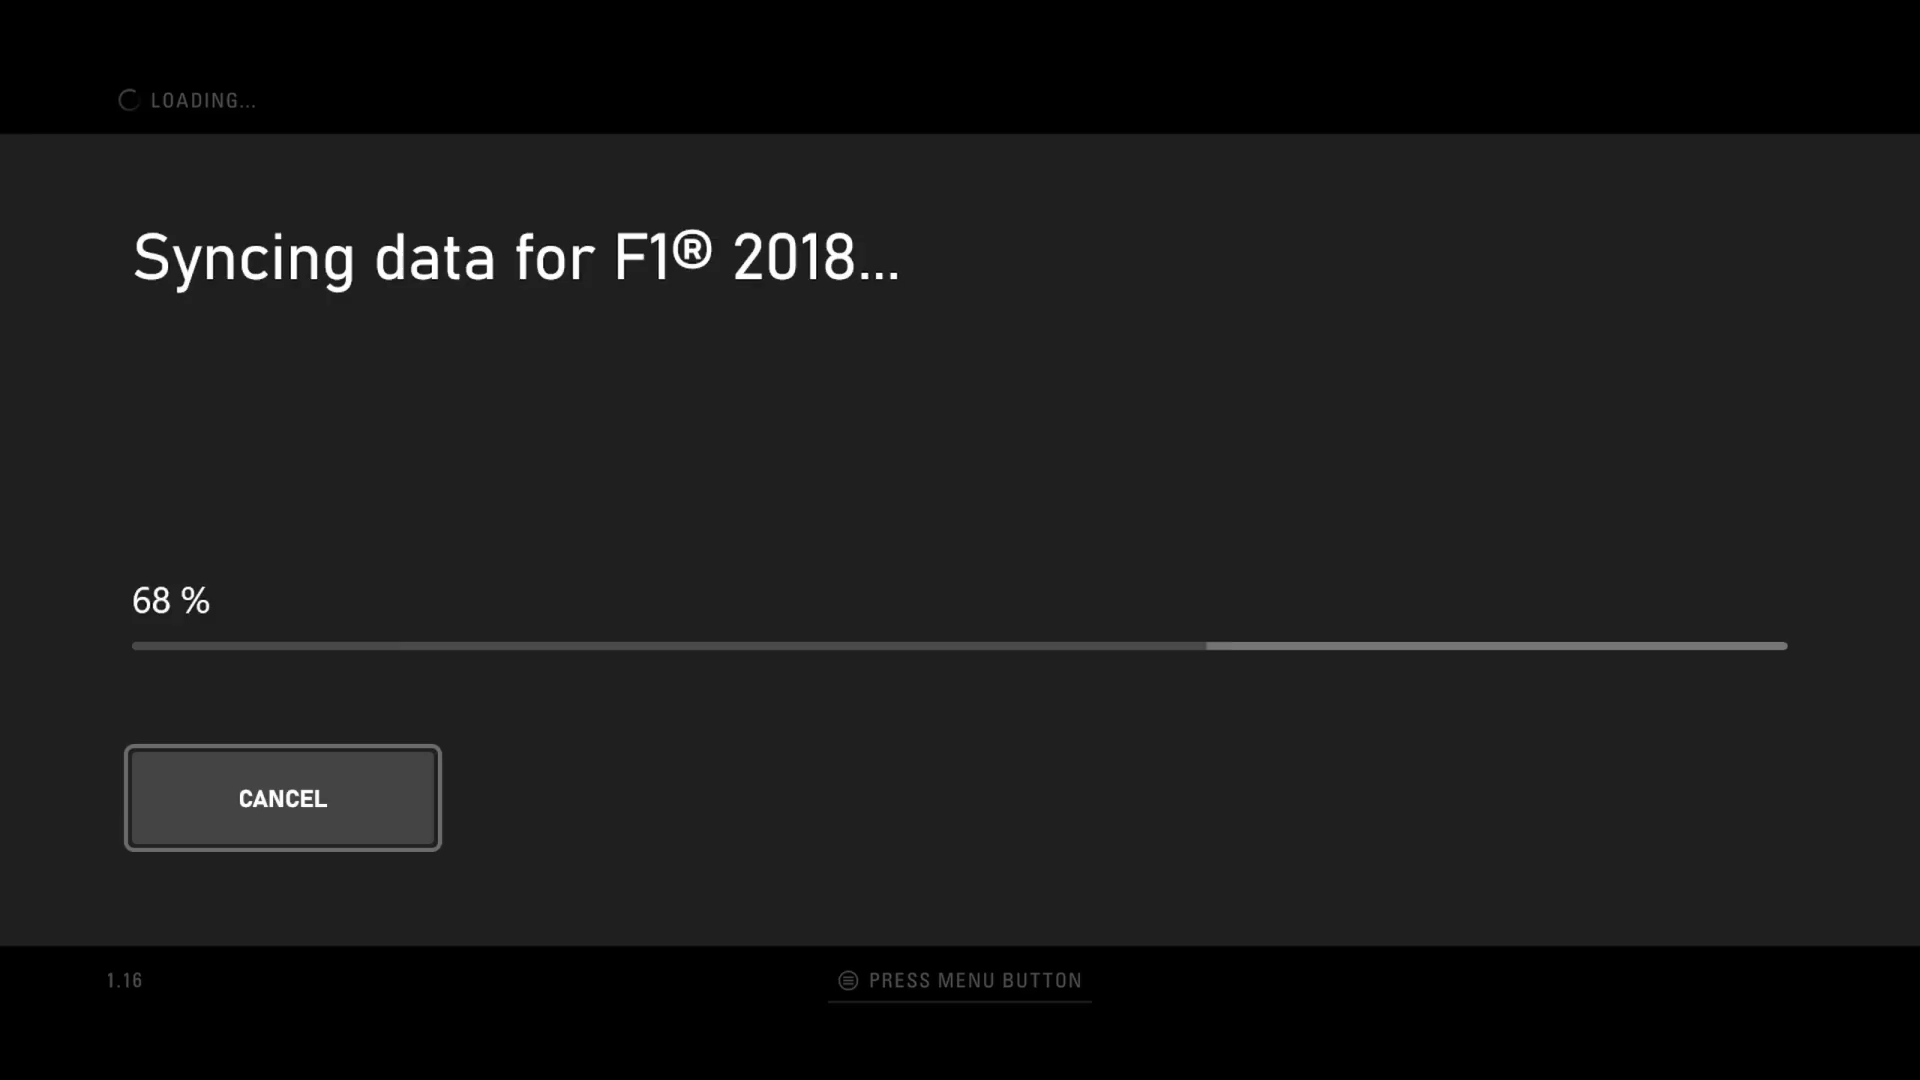 LOADING...
Syncing data for F1® 2018...
68 %
CANCEL
1.16
PRESS MENU BUTTON